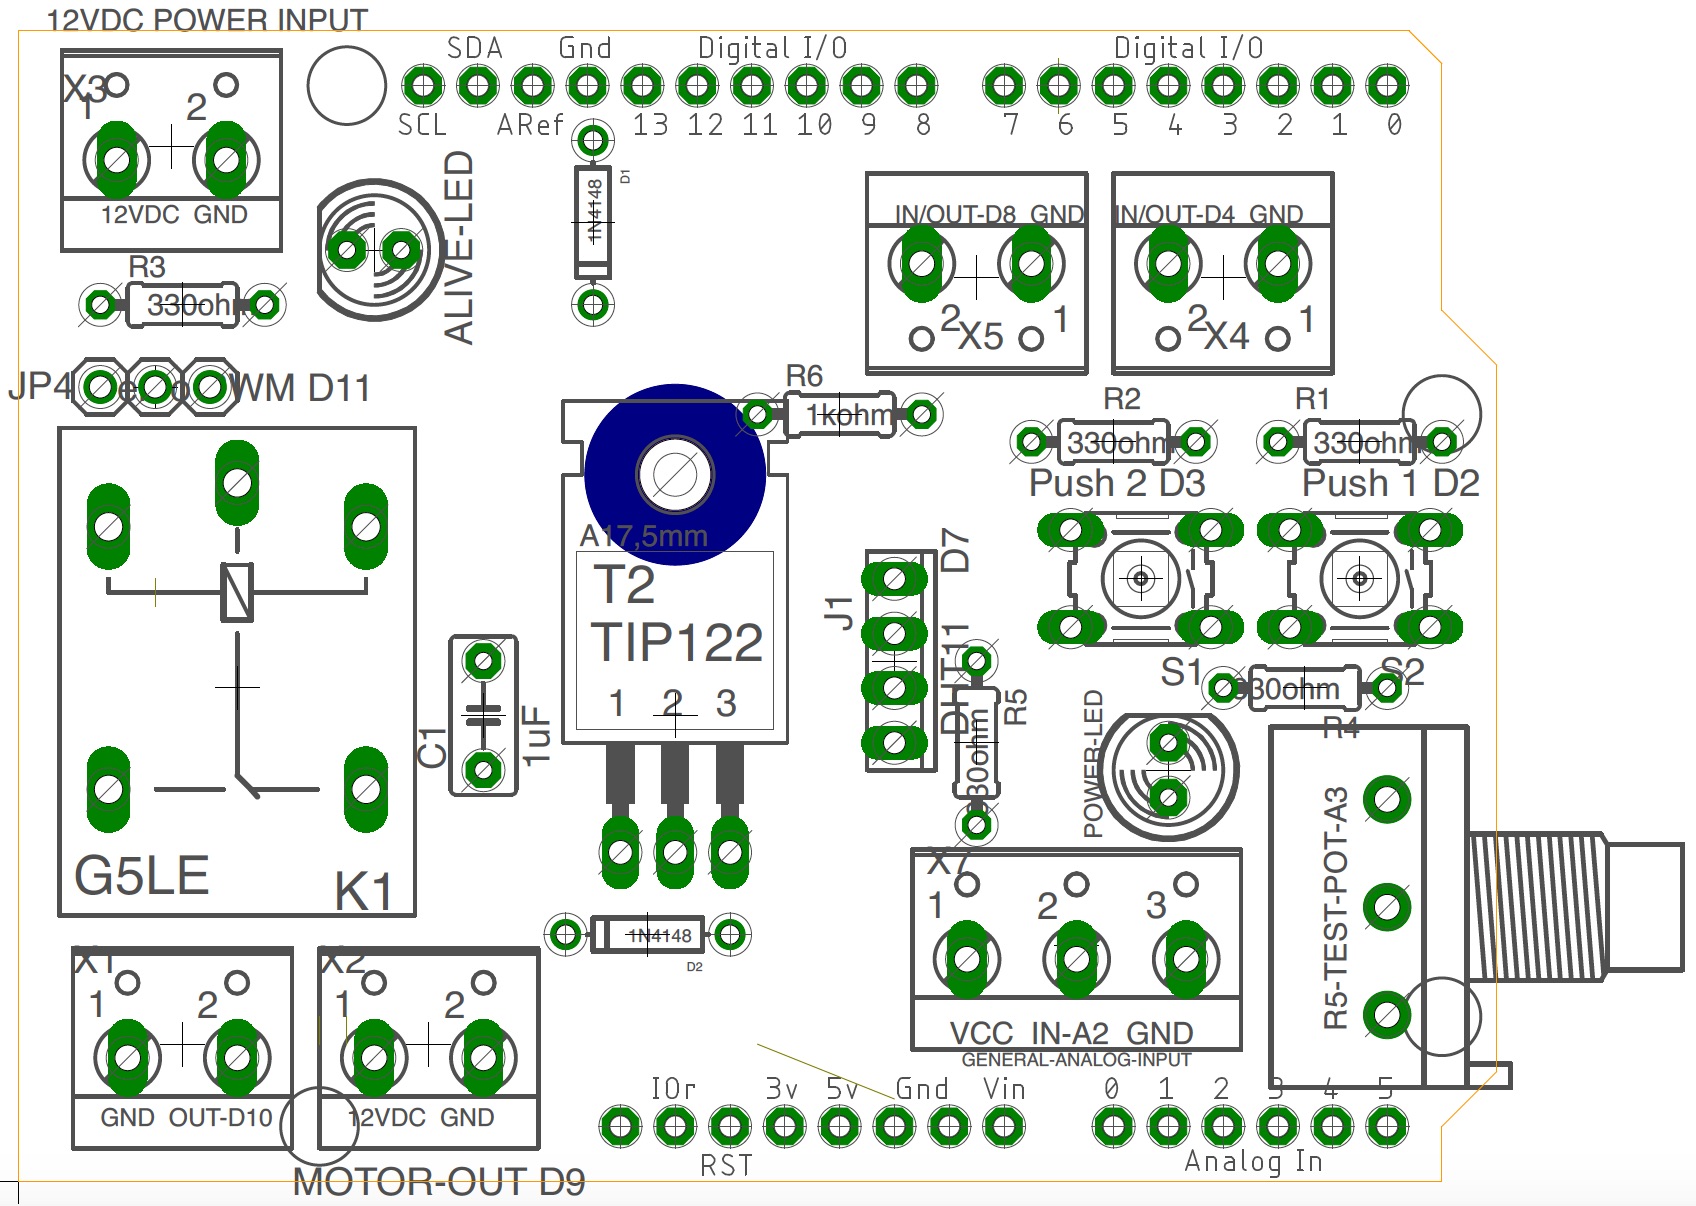 12VDC POWER INPUT
SDA Gnd Digital I/O Digital I/O
SCL ARef 13 12 11 10 9 8 7 6 5 4 3 2 1 0
X3
1 2
12VDC GND
ALIVE-LED
1N4148
D1
IN/OUT-D8 GND
2 1
X5
IN/OUT-D4 GND
2 1
X4
R3
330ohm
JP4 WM D11
R6
1kohm
R2
330ohm
Push 2 D3
R1
330ohm
Push 1 D2
A17,5mm
T2
TIP122
1 2 3
J1
D7
DHT11
S1
S2
330ohm
R4
R5
330ohm
POWER-LED
C1
1uF
G5LE
K1
1N4148
D2
X7
1 2 3
VCC IN-A2 GND
GENERAL-ANALOG-INPUT
R5-TEST-POT-A3
X1
1 2
GND OUT-D10
X2
1 2
12VDC GND
MOTOR-OUT D9
IOr 3v 5v Gnd Vin 0 1 2 3 4 5
RST Analog In